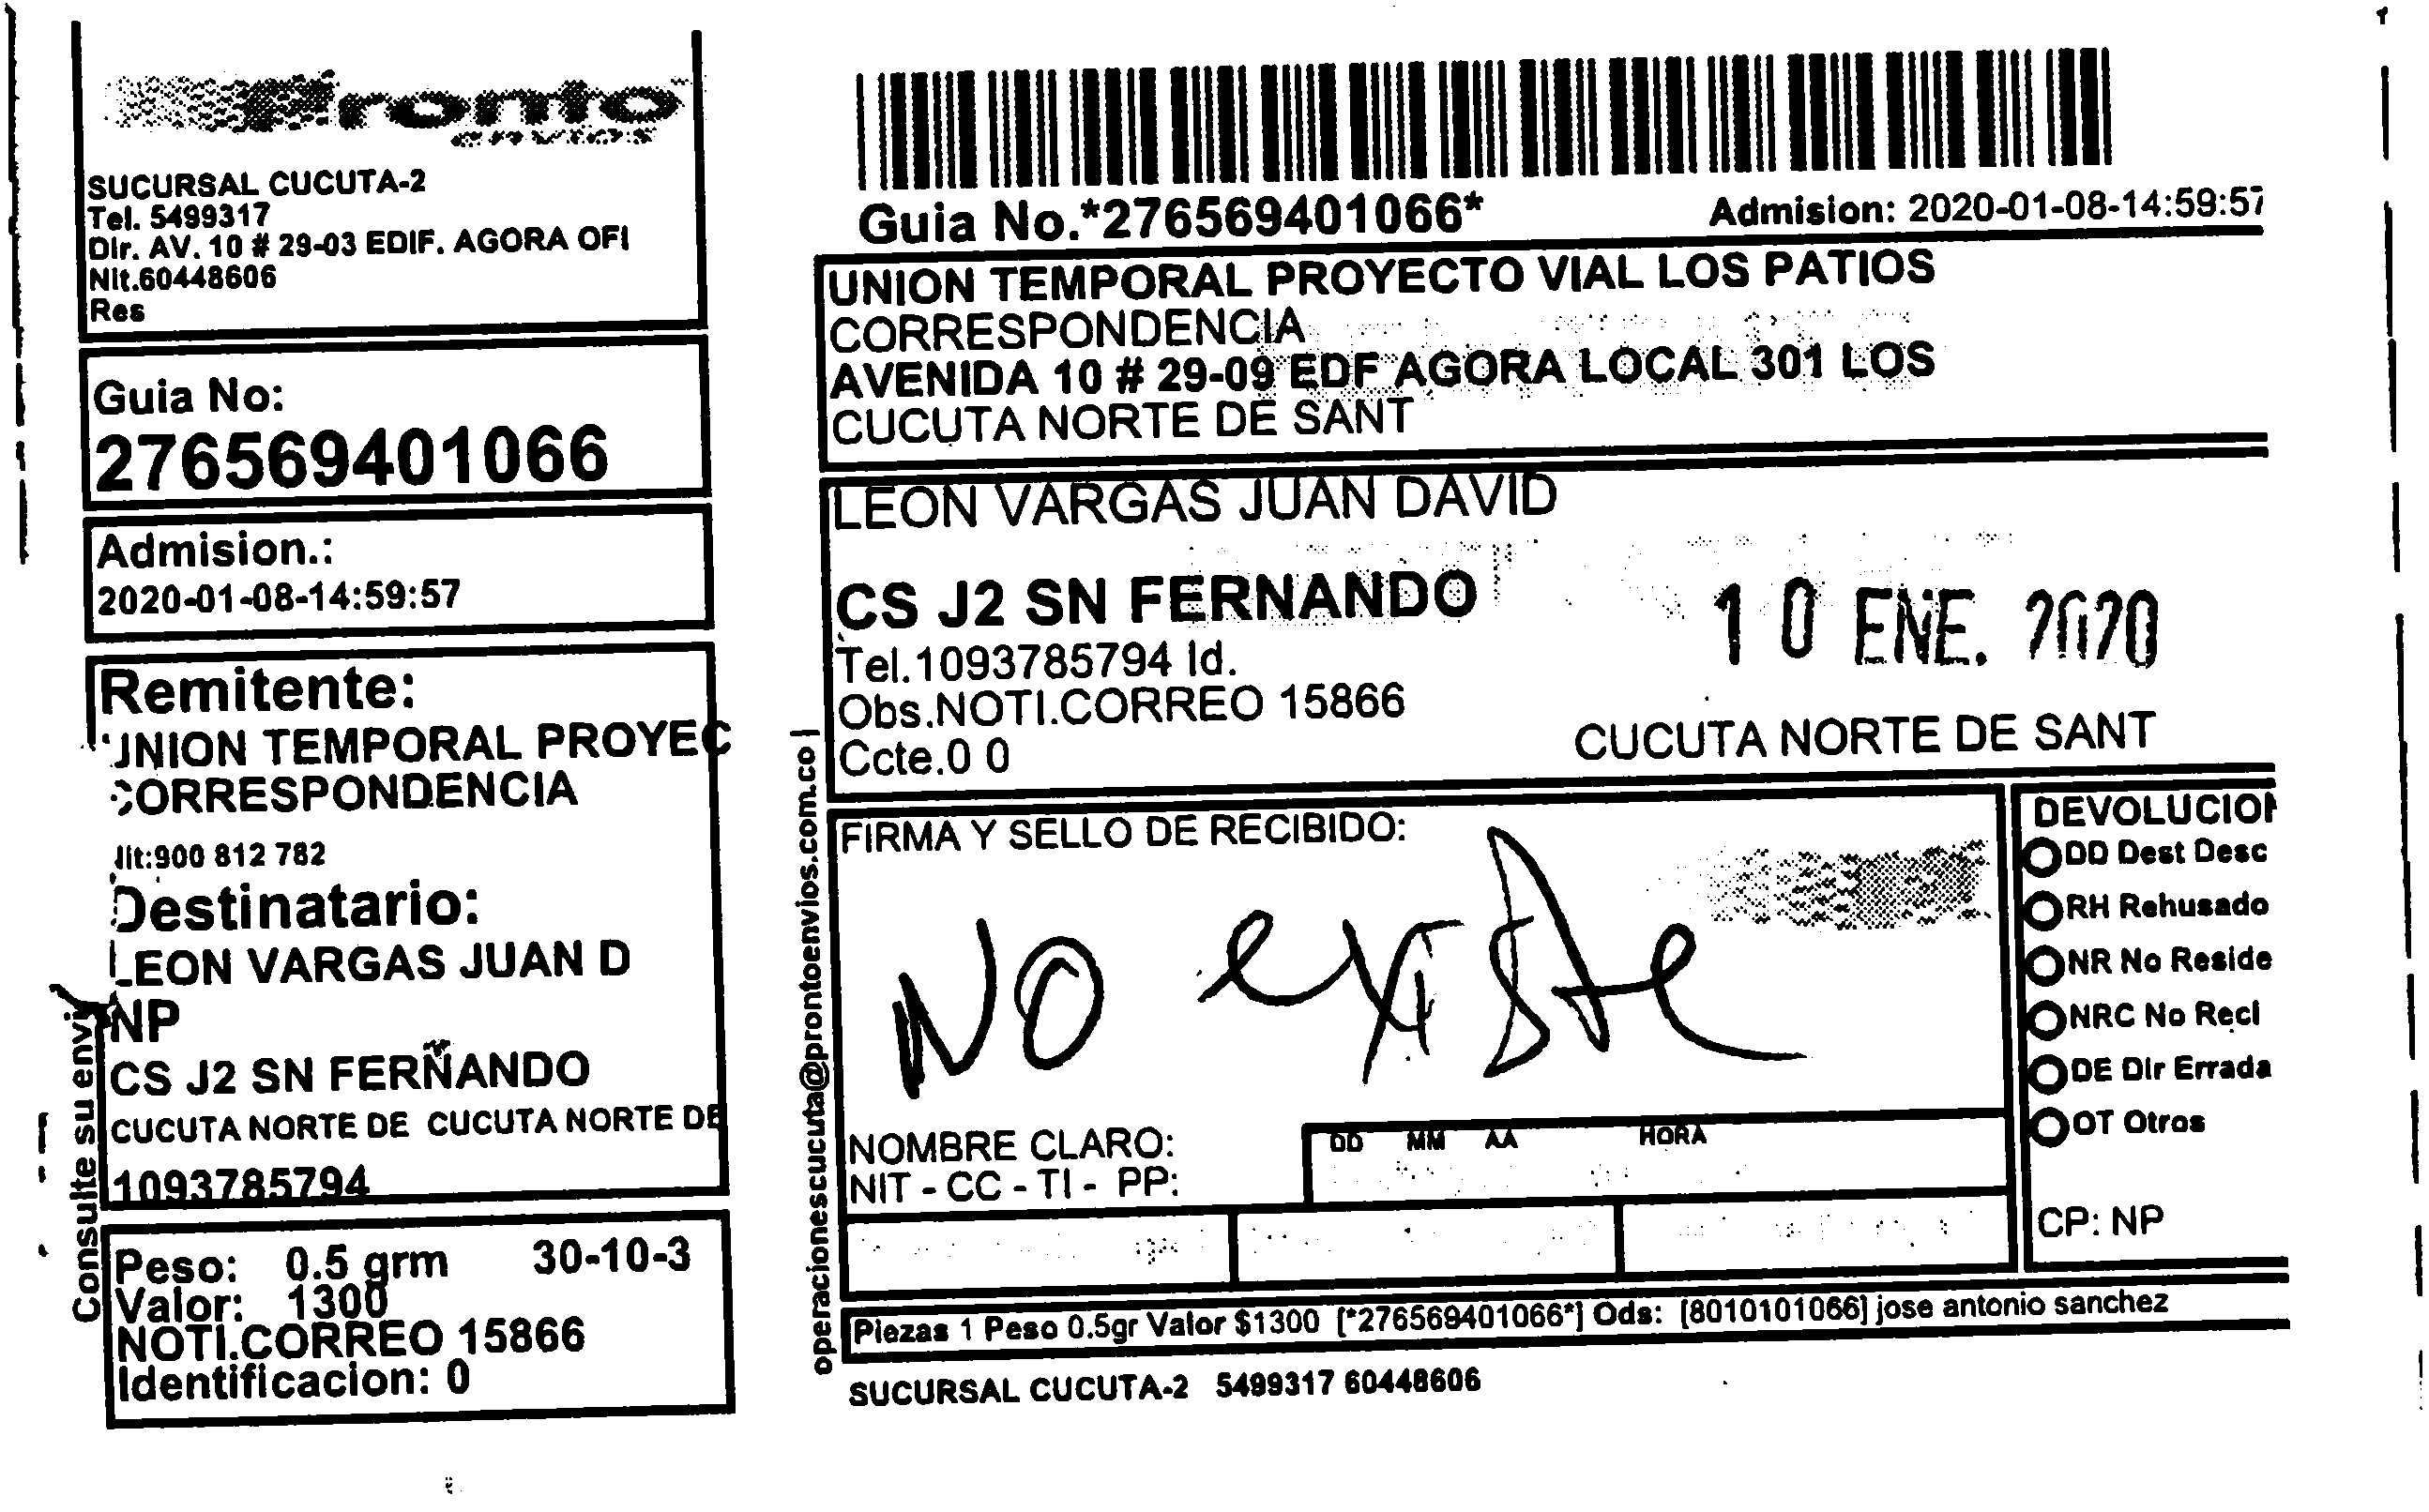 Pronto
envios
SUCURSAL CUCUTA-2
Tel. 5499317
Dir. AV. 10 # 29-03 EDIF. AGORA OFI
Nit.60448606
Res
Guia No:
276569401066
Admision.:
2020-01-08-14:59:57
Remitente:
UNION TEMPORAL PROYEC
CORRESPONDENCIA
Nit:900 812 782
Destinatario:
LEON VARGAS JUAN D
NP
CS J2 SN FERNANDO
CUCUTA NORTE DE CUCUTA NORTE DE
1093785794
Peso: 0.5 grm 30-10-3
Valor: 1300
NOTI.CORREO 15866
Identificacion: 0
Consulte su envi
operacionescucuta@prontoenvios.com.co |
Guia No.*276569401066* Admision: 2020-01-08-14:59:57
UNION TEMPORAL PROYECTO VIAL LOS PATIOS
CORRESPONDENCIA
AVENIDA 10 # 29-09 EDF AGORA LOCAL 301 LOS
CUCUTA NORTE DE SANT
LEON VARGAS JUAN DAVID
CS J2 SN FERNANDO
10 ENE. 2020
Tel.1093785794 Id.
Obs.NOTI.CORREO 15866
Ccte.0 0
CUCUTA NORTE DE SANT
FIRMA Y SELLO DE RECIBIDO:
No existe
NOMBRE CLARO:
NIT - CC - TI - PP:
DD MM AA HORA
DEVOLUCION
DD Dest Desc
RH Rehusado
NR No Reside
NRC No Recl
DE Dir Errada
OT Otros
CP: NP
Piezas 1 Peso 0.5gr Valor $1300 [*276569401066*] Ods: [8010101066] jose antonio sanchez
SUCURSAL CUCUTA-2 5499317 60448606